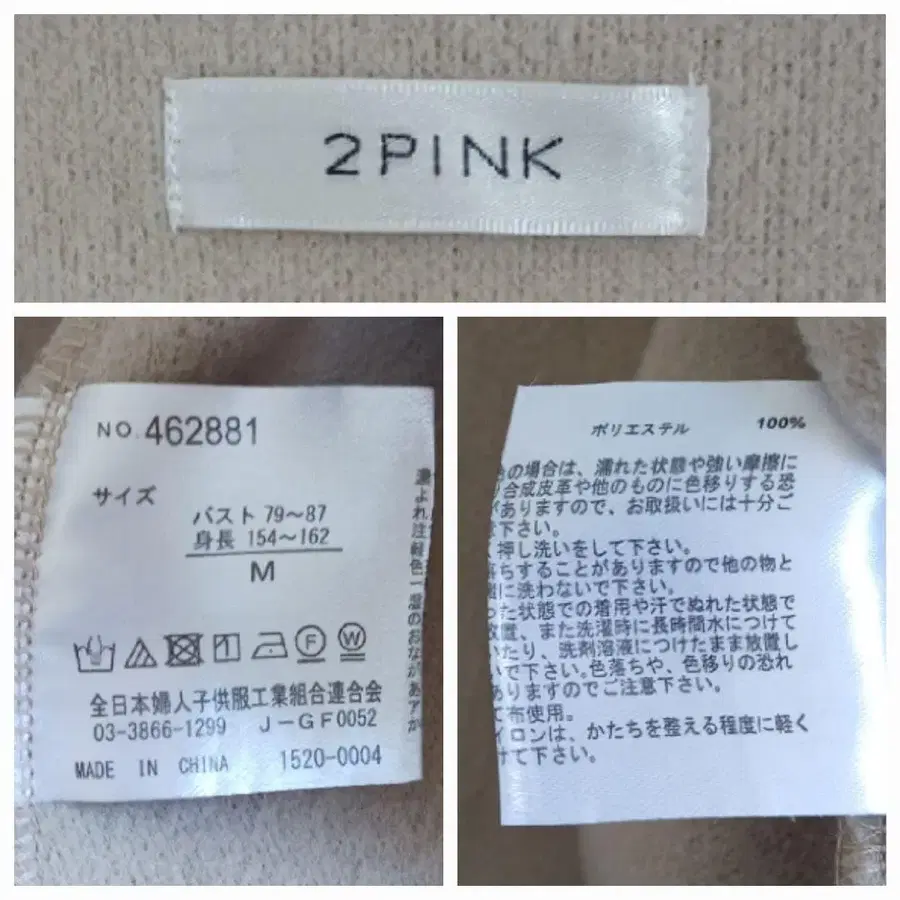 2PINK
NO. 462881
サイズ
バスト 79~87
身長 154~162
M
F W
全日本婦人子供服工業組合連合会
03-3866-1299 J-GF0052
MADE IN CHINA 1520-0004
ポリエステル 100%
の場合は、濡れた状態や強い摩擦に
合成皮革や他のものに色移りする恐
がありますので、お取扱いには十分ご
下さい。
押し洗いをして下さい。
ちすることがありますので他の物と
に洗わないで下さい。
った状態での着用や汗でぬれた状態で
置、また洗濯時に長時間水につけて
いたり、洗剤溶液につけたまま放置し
で下さい。色落ちや、色移りの恐れ
ありますのでご注意下さい。
て布使用。
イロンは、かたちを整える程度に軽く
けて下さい。